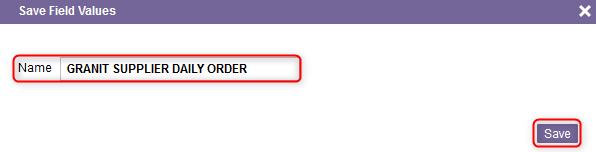 Save Field Values
Name GRANIT SUPPLIER DAILY ORDER
Save